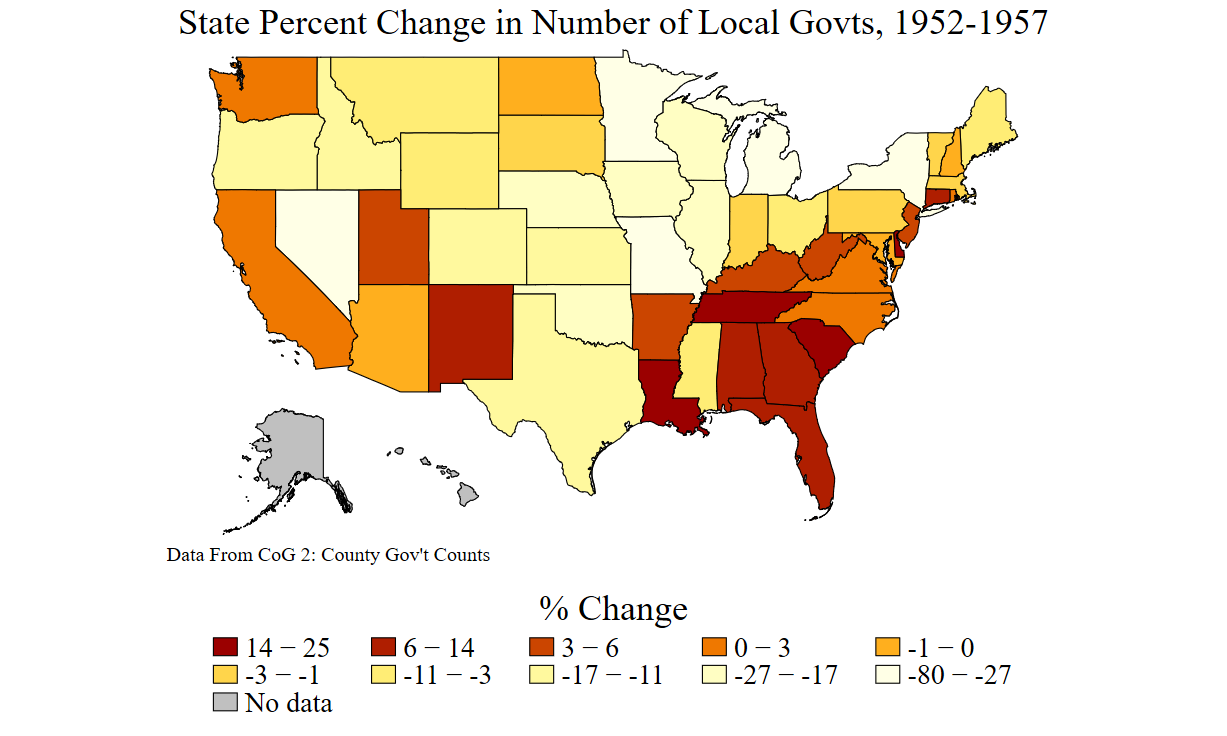 State Percent Change in Number of Local Govts, 1952-1957
Data From CoG 2: County Gov't Counts
% Change
14 − 25 6 − 14 3 − 6 0 − 3 -1 − 0
-3 − -1 -11 − -3 -17 − -11 -27 − -17 -80 − -27
No data